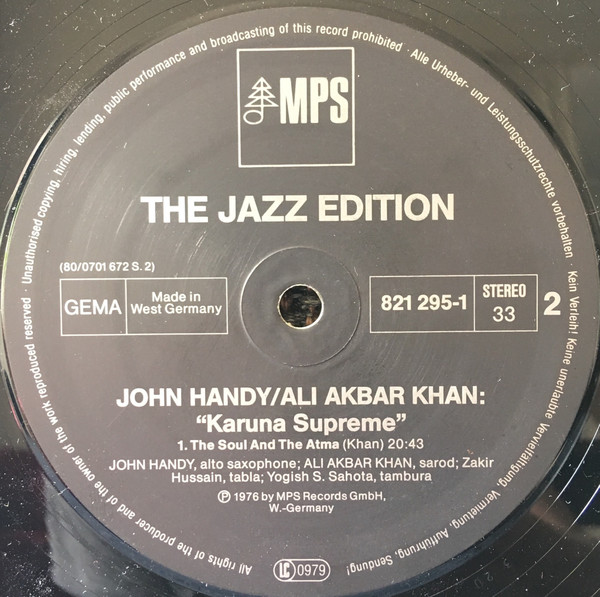 Unauthorised copying, hiring, lending, public performance and broadcasting of this record prohibited · Alle Urheber- und Leistungsschutzrechte vorbehalten · Kein Verleih! Keine unerlaubte Vervielfältigung, Vermietung, Aufführung, Sendung!
MPS
THE JAZZ EDITION
(80/0701 672 S. 2)
GEMA
Made in
West Germany
821 295-1
STEREO
33
2
JOHN HANDY/ALI AKBAR KHAN:
“Karuna Supreme”
1. The Soul And The Atma (Khan) 20:43
JOHN HANDY, alto saxophone; ALI AKBAR KHAN, sarod; Zakir
Hussain, tabla; Yogish S. Sahota, tambura
Ⓟ 1976 by MPS Records GmbH,
W.-Germany
LC 0979
All rights of the producer and of the owner of the work reproduced reserved ·